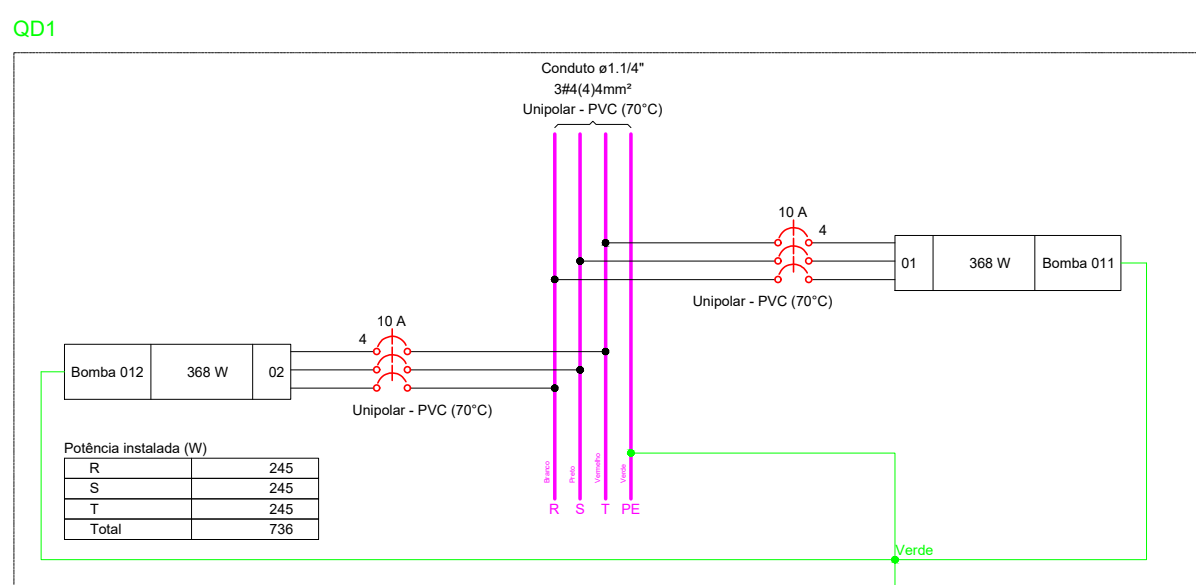 QD1
Conduto ø1.1/4"
3#4(4)4mm²
Unipolar - PVC (70°C)
10 A
4
01 368 W Bomba 011
Unipolar - PVC (70°C)
10 A
4
Bomba 012 368 W 02
Unipolar - PVC (70°C)
Potência instalada (W)
R 245
S 245
T 245
Total 736
Branco
Preto
Vermelho
Verde
R S T PE
Verde